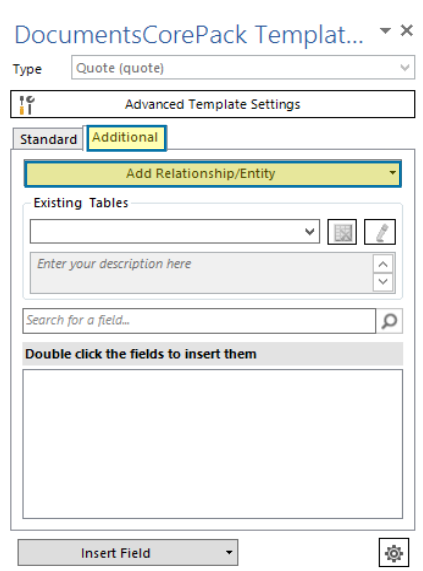 DocumentsCorePack Templat...
Type Quote (quote)
Advanced Template Settings
Standard Additional
Add Relationship/Entity
Existing Tables
Enter your description here
Search for a field...
Double click the fields to insert them
Insert Field